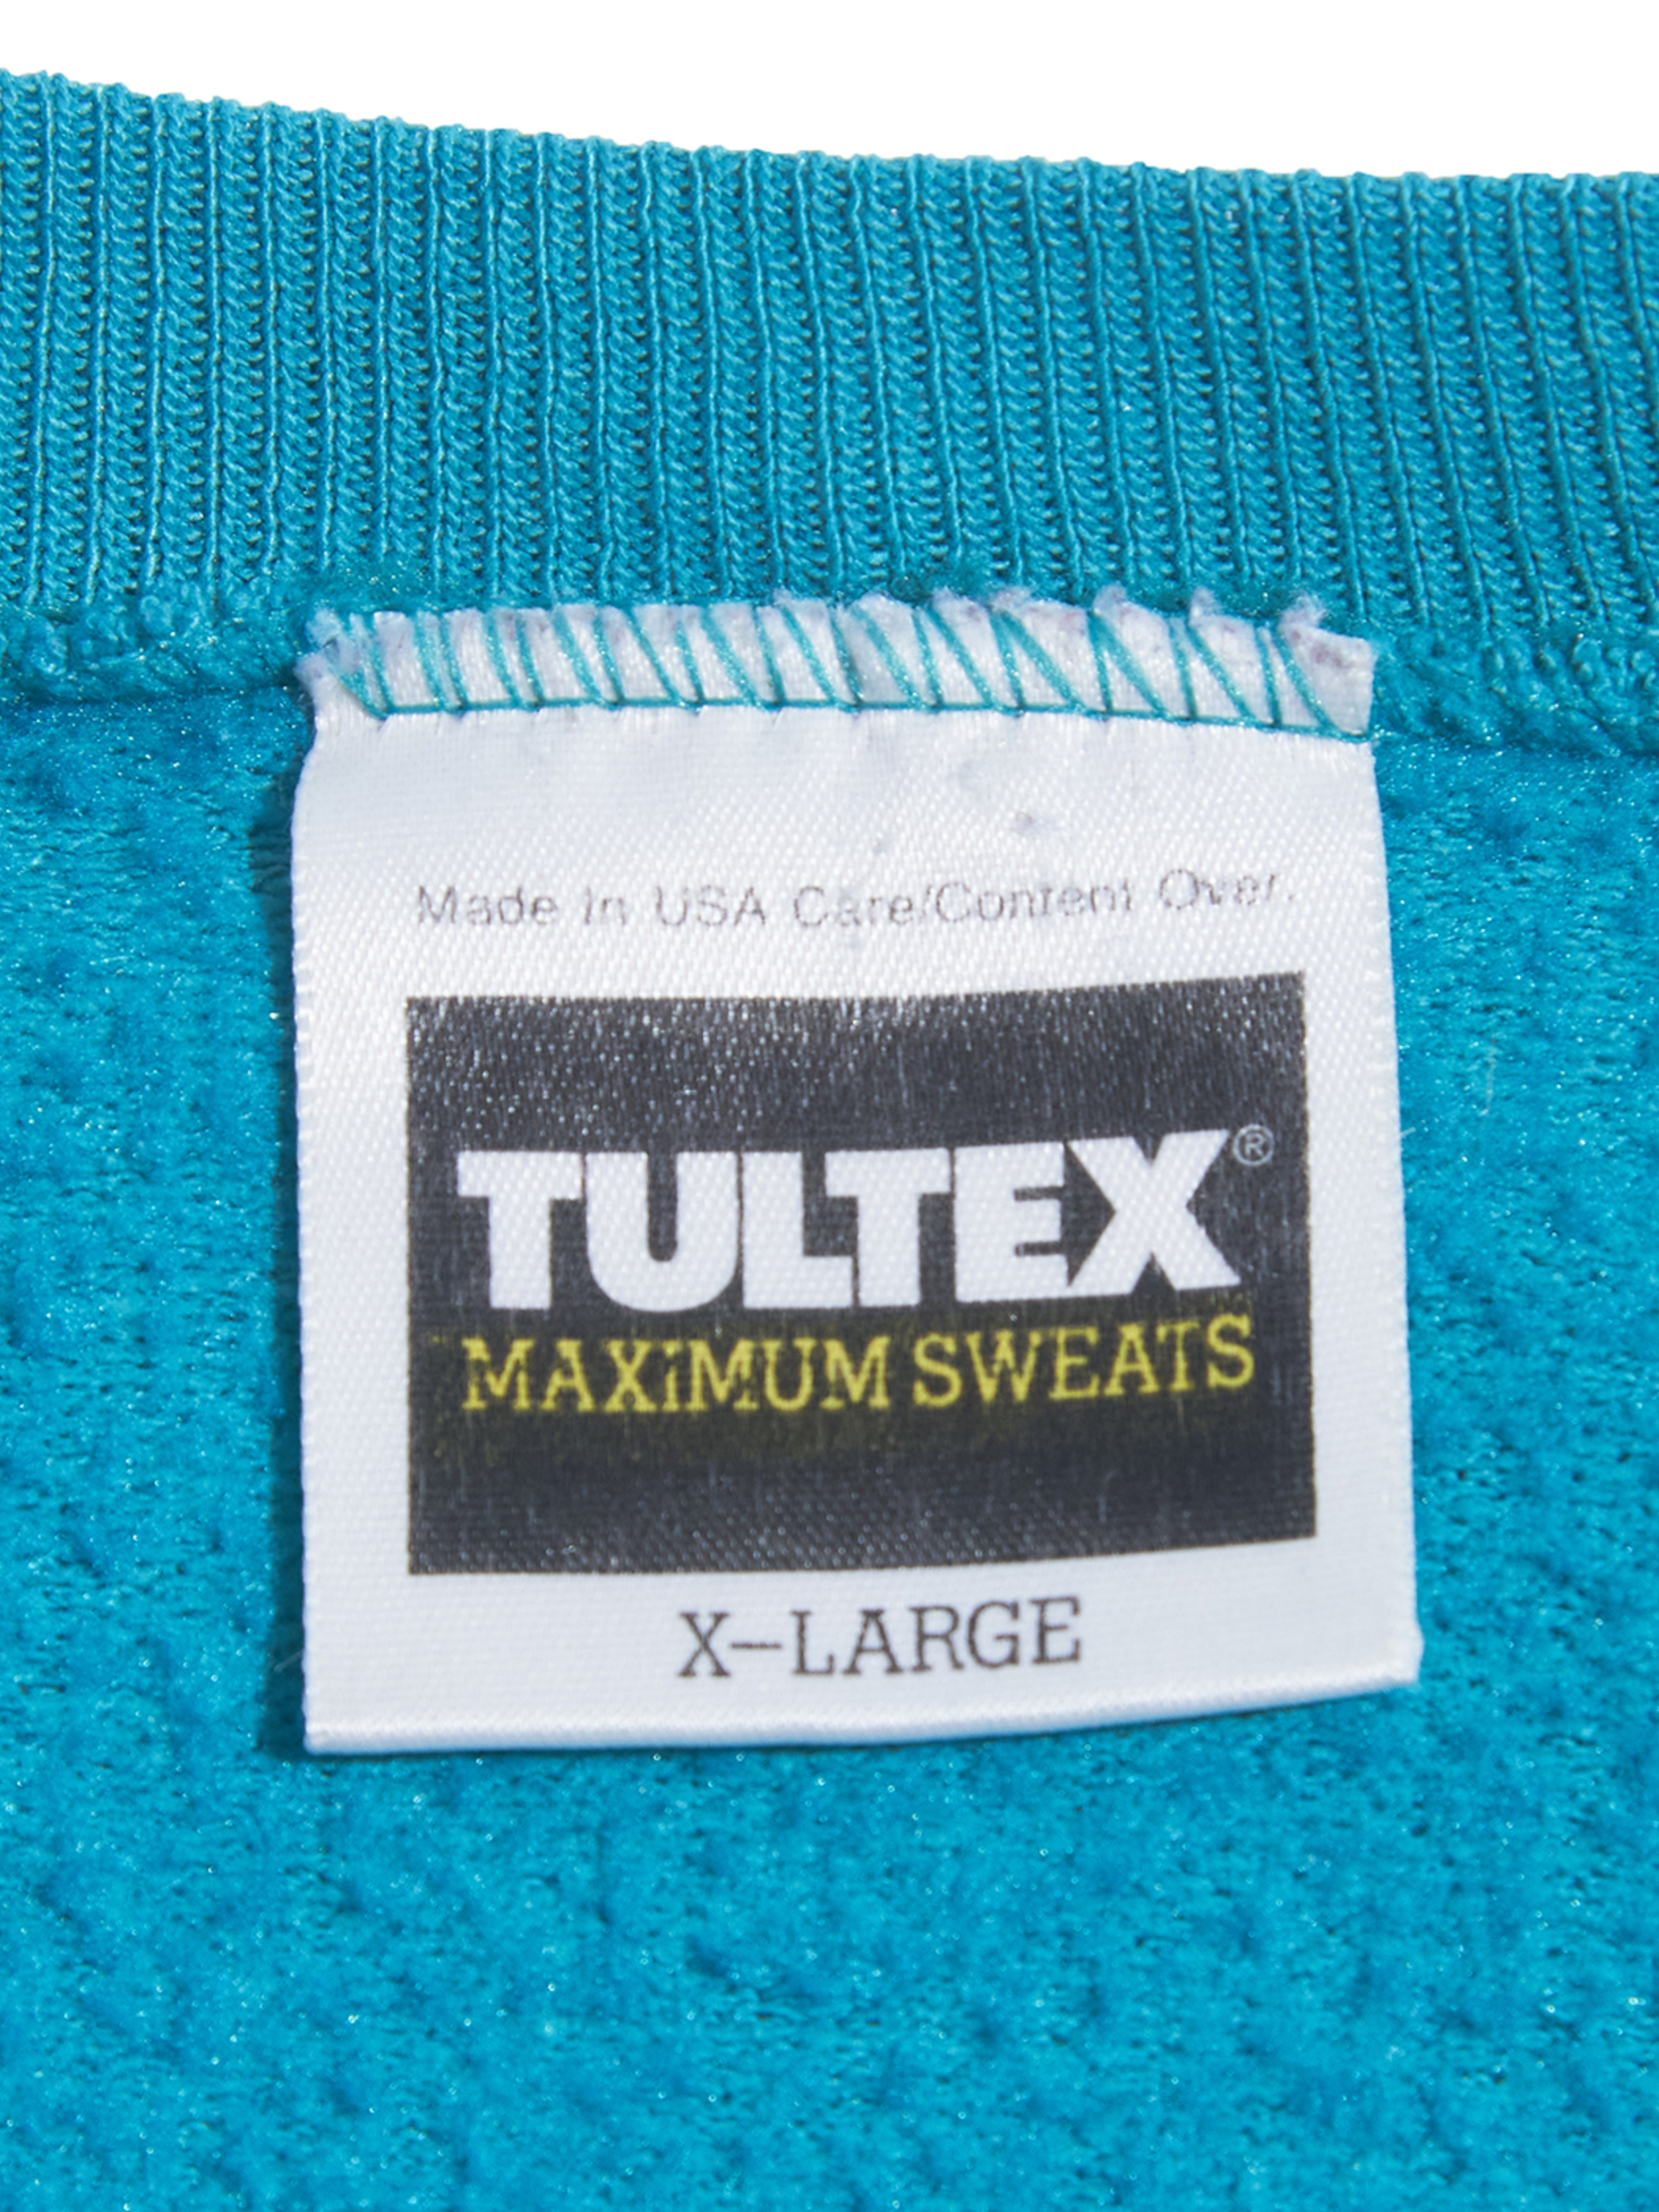 Made In USA Care/Content Over.
TULTEX®
MAXIMUM SWEATS
X-LARGE